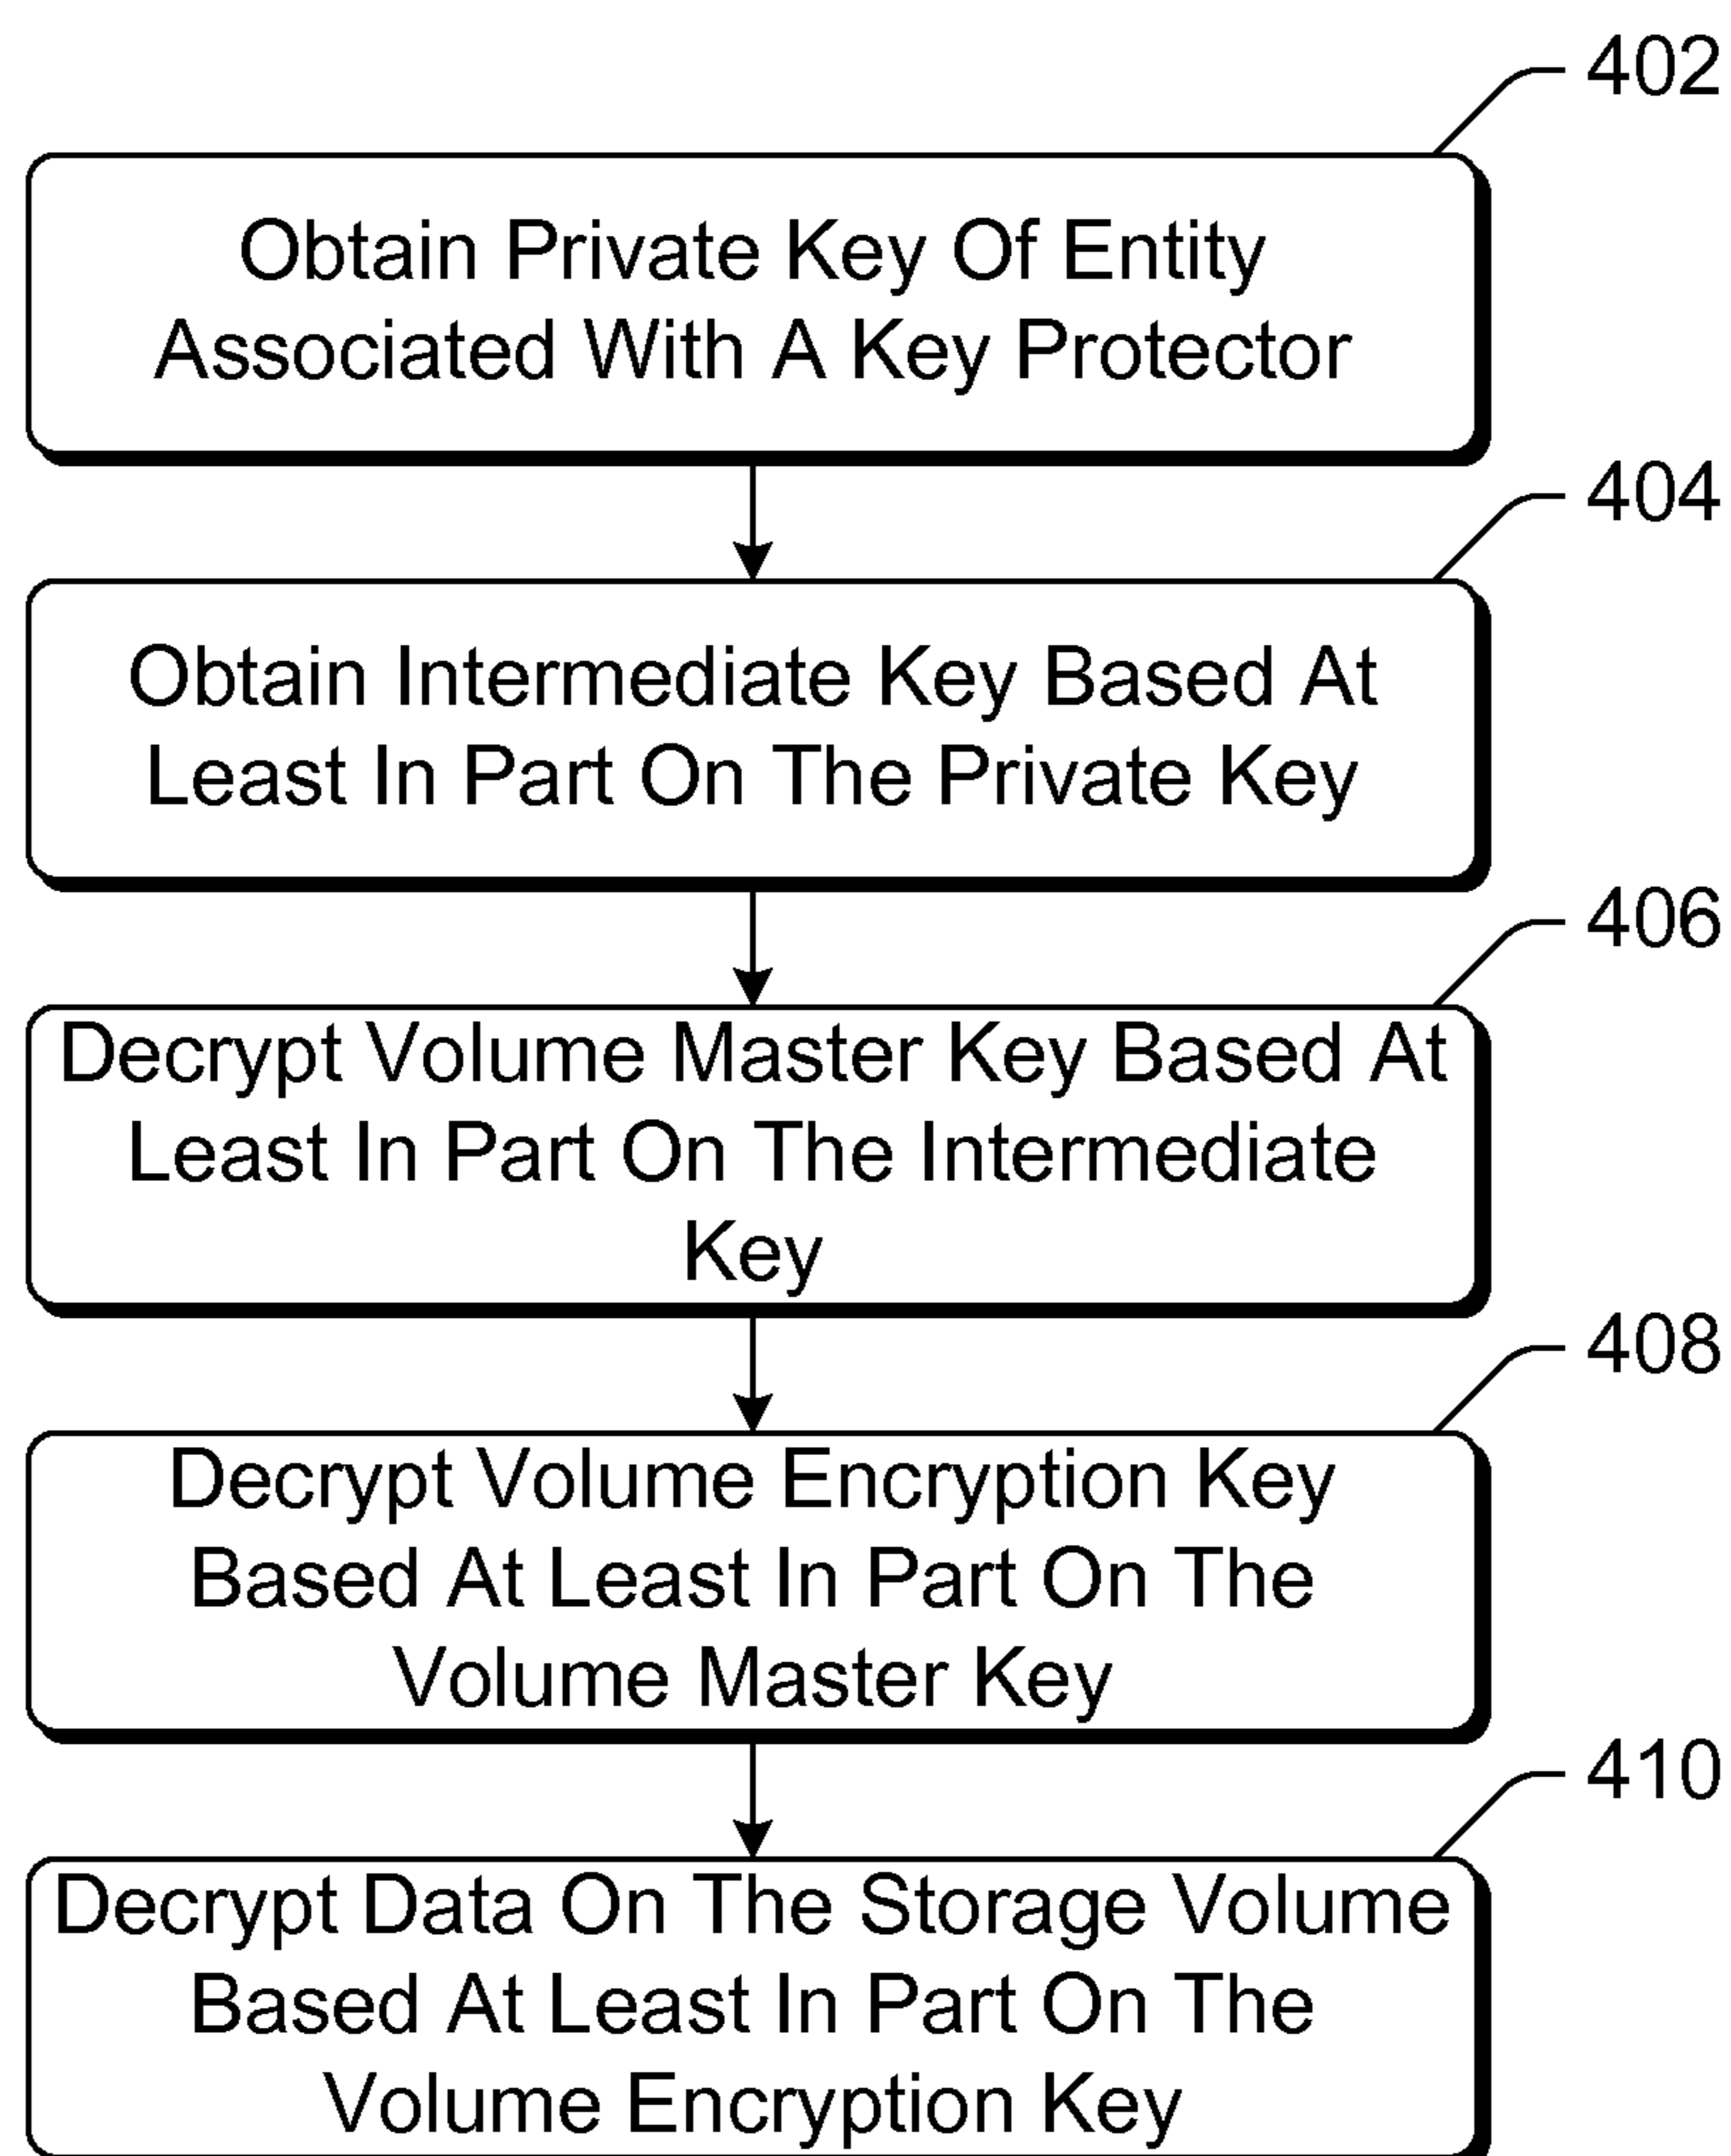 402
Obtain Private Key Of Entity
Associated With A Key Protector
404
Obtain Intermediate Key Based At
Least In Part On The Private Key
406
Decrypt Volume Master Key Based At
Least In Part On The Intermediate
Key
408
Decrypt Volume Encryption Key
Based At Least In Part On The
Volume Master Key
410
Decrypt Data On The Storage Volume
Based At Least In Part On The
Volume Encryption Key